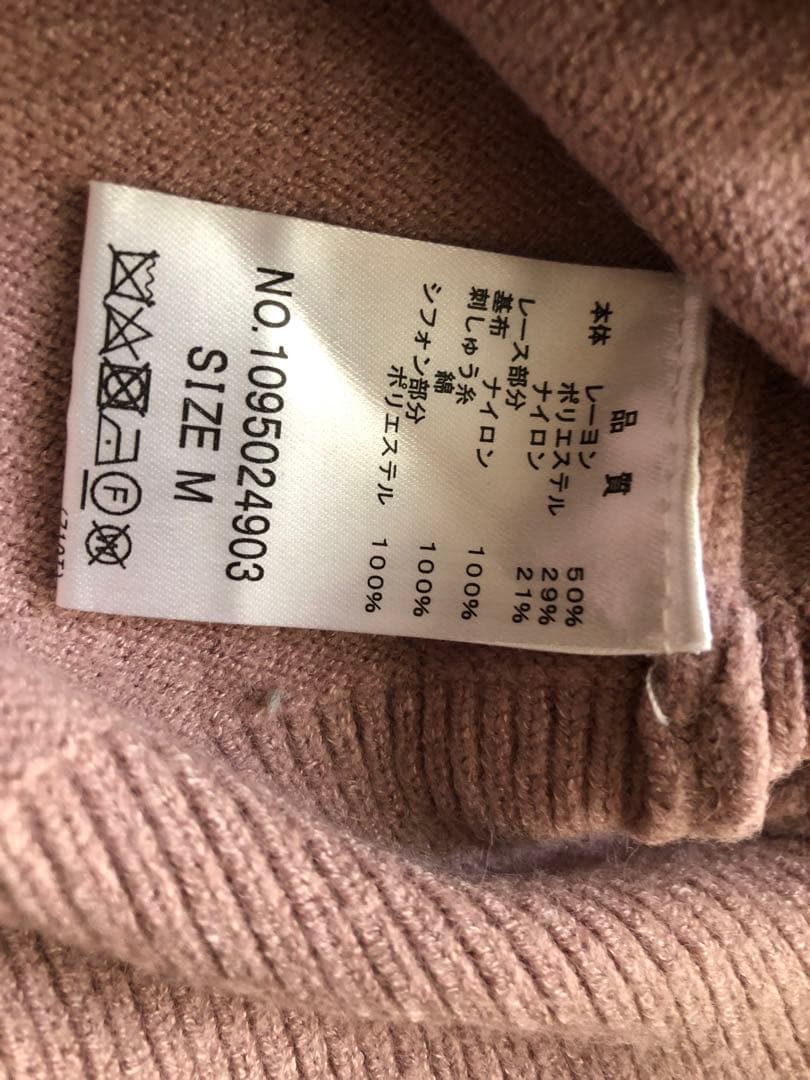 品質
本体 レーヨン 50%
ポリエステル 29%
ナイロン 21%
レース部分
基布 ナイロン 100%
刺しゅう糸
綿 100%
シフォン部分
ポリエステル 100%
NO.1095024903
SIZE M
F